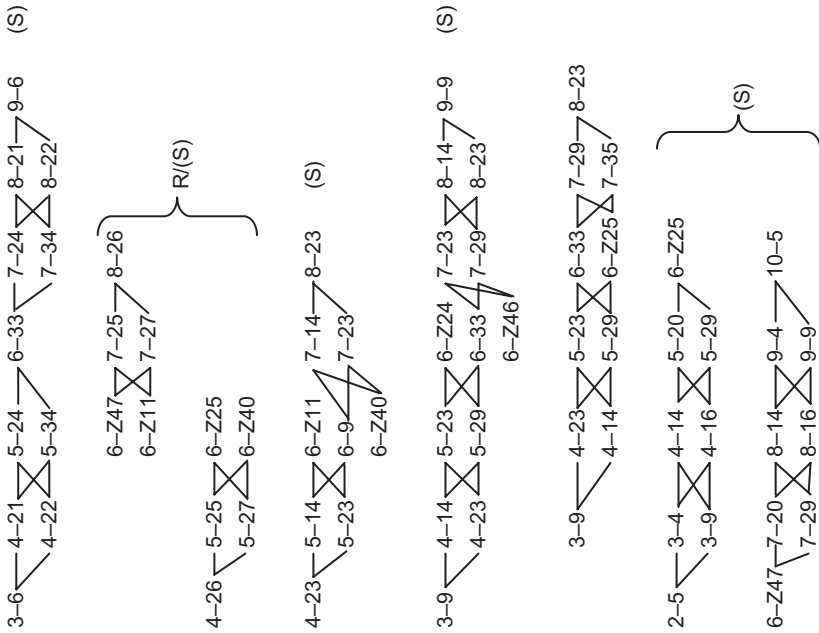 3–6 4–21 5–24 6–33 7–24 8–21 9–6 (S)
4–22 5–34 7–34 8–22
6–Z47 7–25 8–26
6–Z11 7–27
R/(S)
4–26 5–25 6–Z25
5–27 6–Z40
4–23 5–14 6–Z11 7–14 8–23 (S)
5–23 6–9 7–23
6–Z40
3–9 4–14 5–23 6–Z24 7–23 8–14 9–9 (S)
4–23 5–29 6–33 7–29 8–23
6–Z46
3–9 4–23 5–23 6–33 7–29 8–23
4–14 5–29 6–Z25 7–35
2–5 3–4 4–14 5–20 6–Z25
3–9 4–16 5–29
(S)
6–Z47 7–20 8–14 9–4 10–5
7–29 8–16 9–9